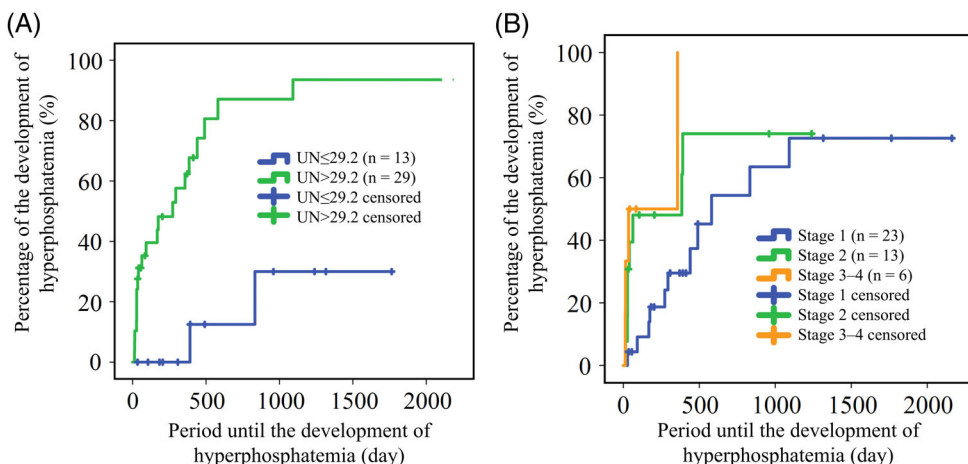 (A)
Percentage of the development of
hyperphosphatemia (%)
100
80
60
40
20
0
UN≤29.2 (n = 13)
UN>29.2 (n = 29)
UN≤29.2 censored
UN>29.2 censored
0 500 1000 1500 2000
Period until the development of
hyperphosphatemia (day)
(B)
Percentage of the development of
hyperphosphatemia (%)
100
80
60
40
20
0
Stage 1 (n = 23)
Stage 2 (n = 13)
Stage 3–4 (n = 6)
Stage 1 censored
Stage 2 censored
Stage 3–4 censored
0 500 1000 1500 2000
Period until the development of
hyperphosphatemia (day)